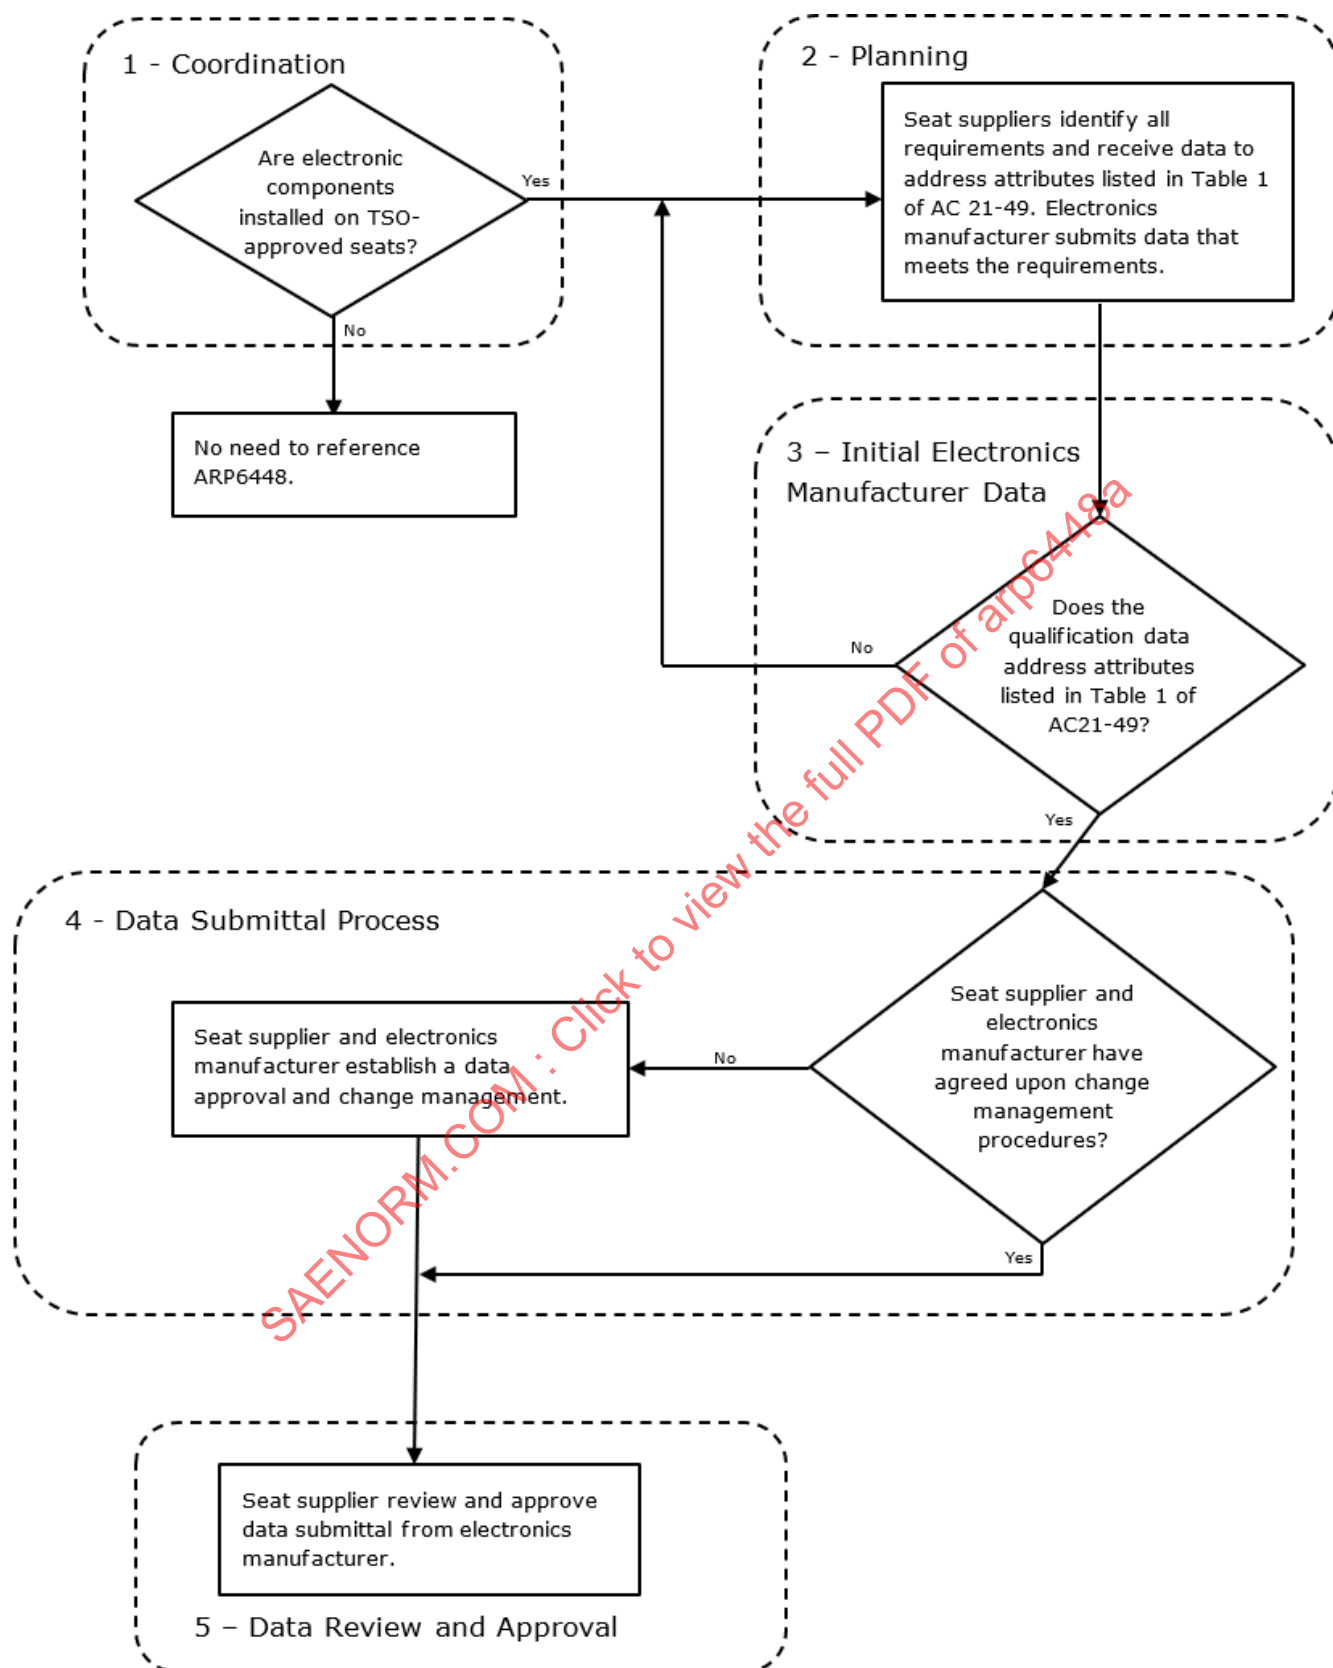 1 - Coordination
Are electronic
components
installed on TSO-
approved seats?
Yes
No
No need to reference
ARP6448.
2 - Planning
Seat suppliers identify all
requirements and receive data to
address attributes listed in Table 1
of AC 21-49. Electronics
manufacturer submits data that
meets the requirements.
3 – Initial Electronics
Manufacturer Data
Does the
qualification data
address attributes
listed in Table 1 of
AC21-49?
No
Yes
4 - Data Submittal Process
Seat supplier and
electronics
manufacturer have
agreed upon change
management
procedures?
No
Yes
Seat supplier and electronics
manufacturer establish a data
approval and change management.
Seat supplier review and approve
data submittal from electronics
manufacturer.
5 – Data Review and Approval
SAENORM.COM : Click to view the full PDF of arp6448a